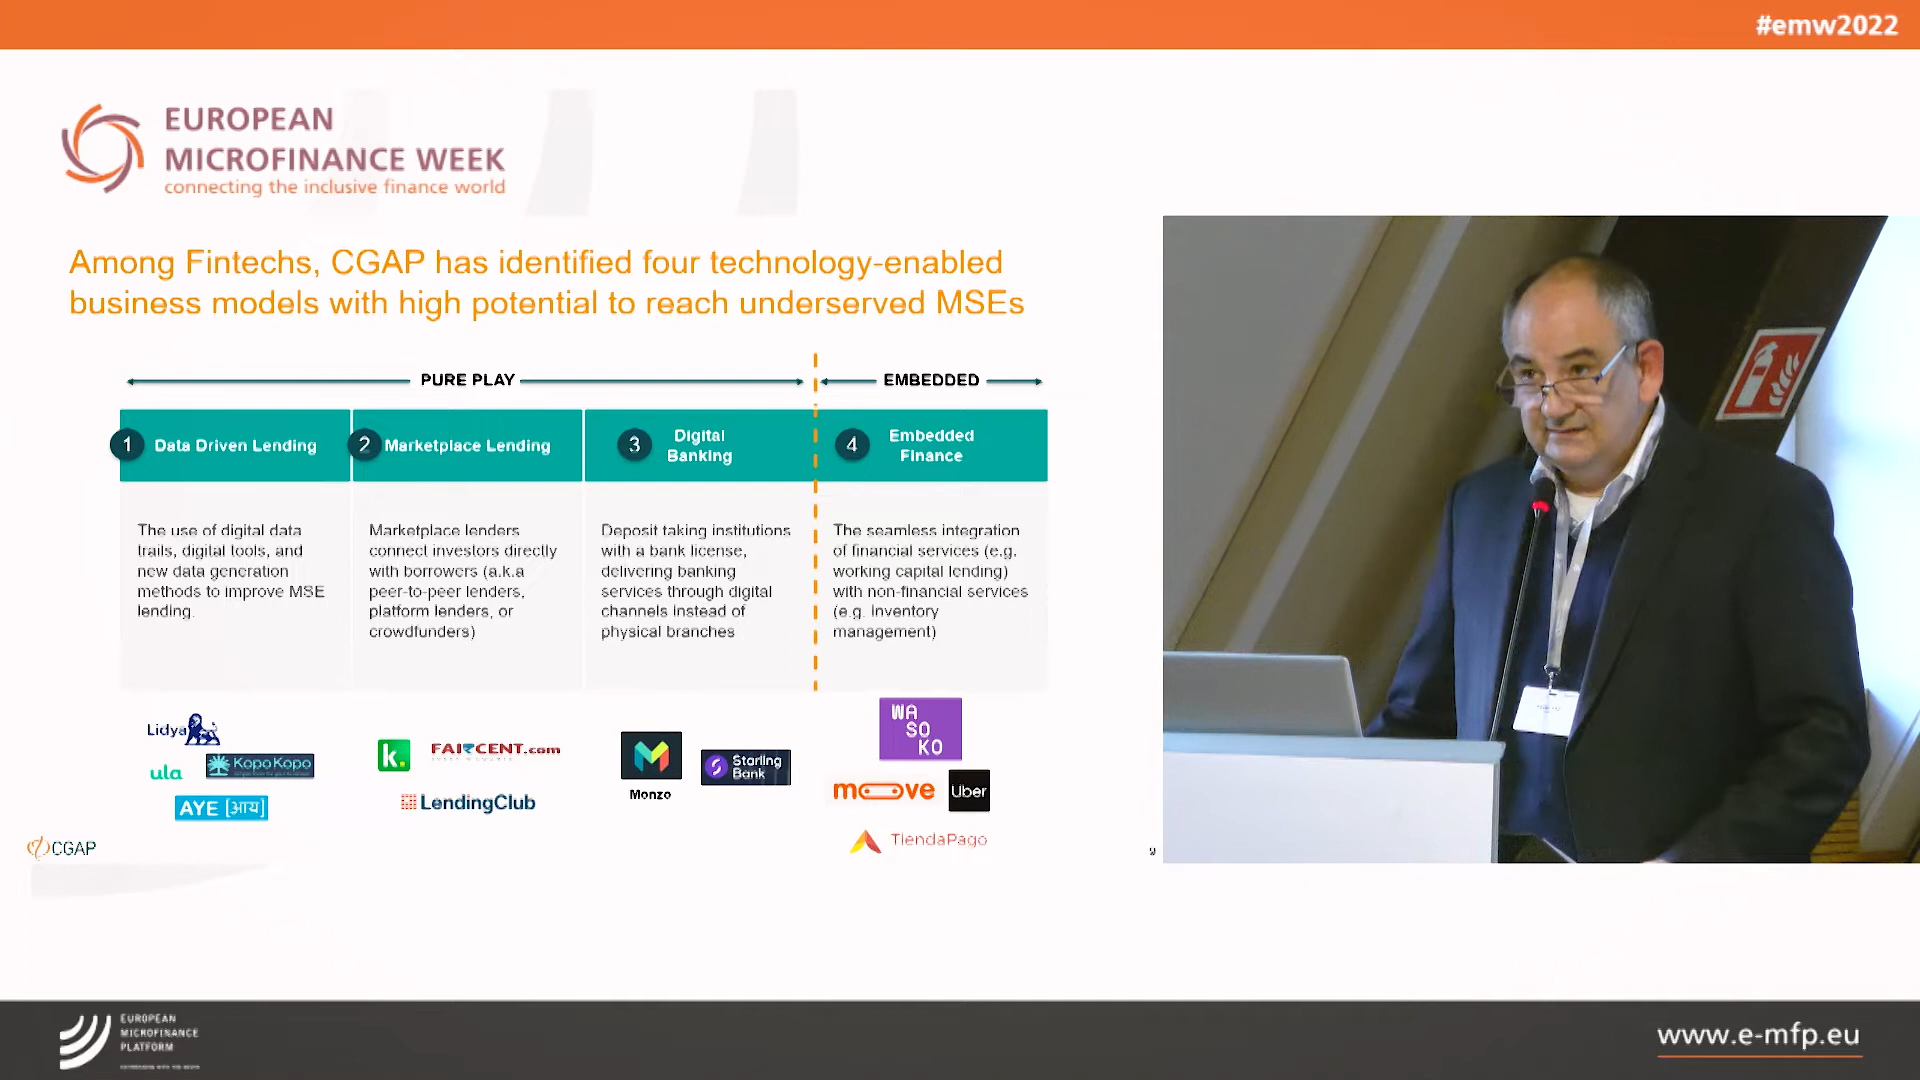 #emw2022
EUROPEAN
MICROFINANCE WEEK
connecting the inclusive finance world
Among Fintechs, CGAP has identified four technology-enabled
business models with high potential to reach underserved MSEs
PURE PLAY
EMBEDDED
1 Data Driven Lending
2 Marketplace Lending
3 Digital
Banking
4 Embedded
Finance
The use of digital data
trails, digital tools, and
new data generation
methods to improve MSE
lending.
Marketplace lenders
connect investors directly
with borrowers (a.k.a
peer-to-peer lenders,
platform lenders, or
crowdfunders)
Deposit taking institutions
with a bank license,
delivering banking
services through digital
channels instead of
physical branches
The seamless integration
of financial services (e.g.
working capital lending)
with non-financial services
(e.g. Inventory
management)
Lidya
ula
KopoKopo
AYE [आय]
k.
FAIRCENT.com
LendingClub
Monzo
Starling
Bank
WA
SO
KO
moove
Uber
TiendaPago
CGAP
9
EUROPEAN
MICROFINANCE
PLATFORM
www.e-mfp.eu